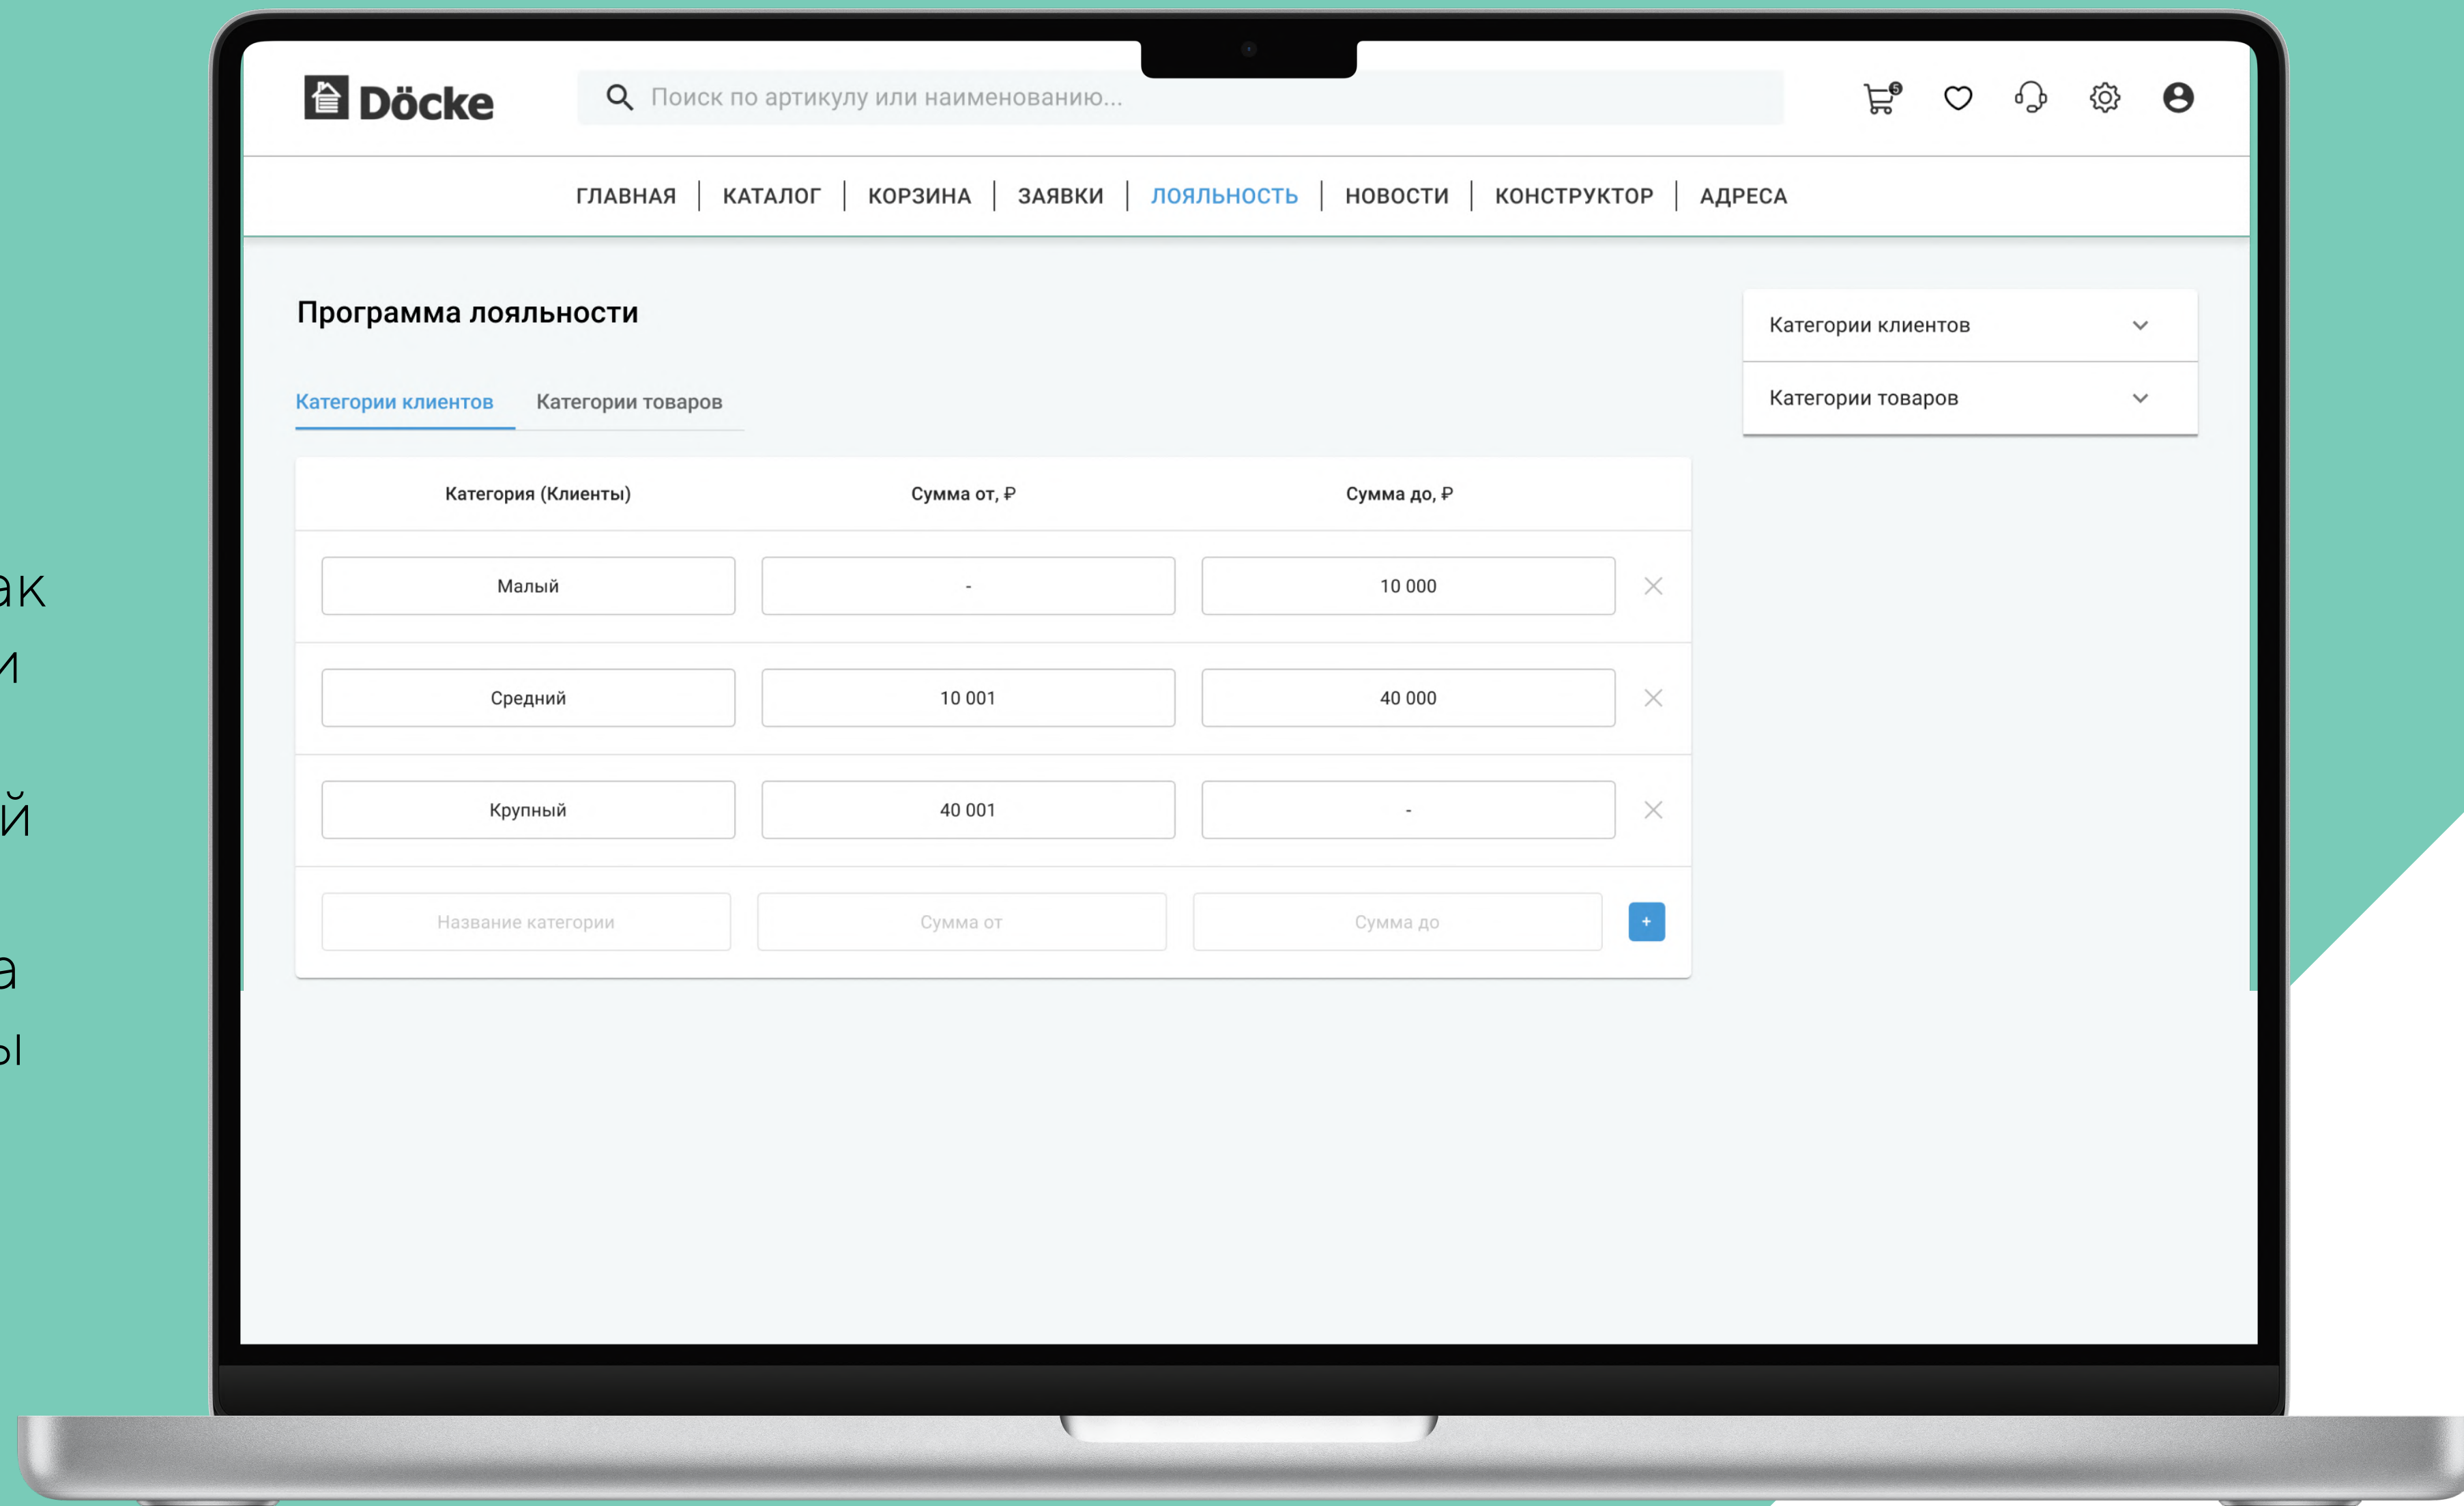 Döcke
Поиск по артикулу или наименованию...
5
ГЛАВНАЯ | КАТАЛОГ | КОРЗИНА | ЗАЯВКИ | ЛОЯЛЬНОСТЬ | НОВОСТИ | КОНСТРУКТОР | АДРЕСА
Программа лояльности
Категории клиентов
Категории товаров
Категории клиентов Категории товаров
Категория (Клиенты) Сумма от, ₽ Сумма до, ₽
Малый - 10 000
Средний 10 001 40 000
Крупный 40 001 -
Название категории Сумма от Сумма до +